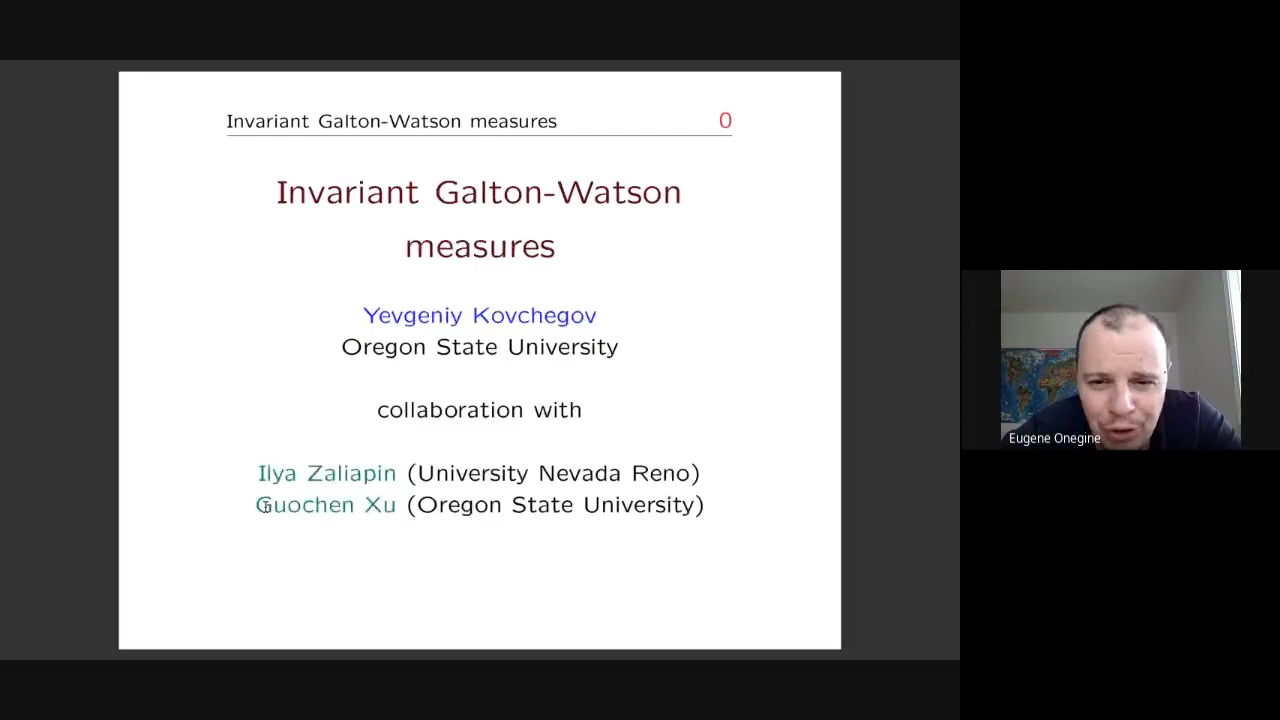 Invariant Galton-Watson measures 0
Invariant Galton-Watson
measures
Yevgeniy Kovchegov
Oregon State University
collaboration with
Ilya Zaliapin (University Nevada Reno)
Guochen Xu (Oregon State University)
Eugene Onegine